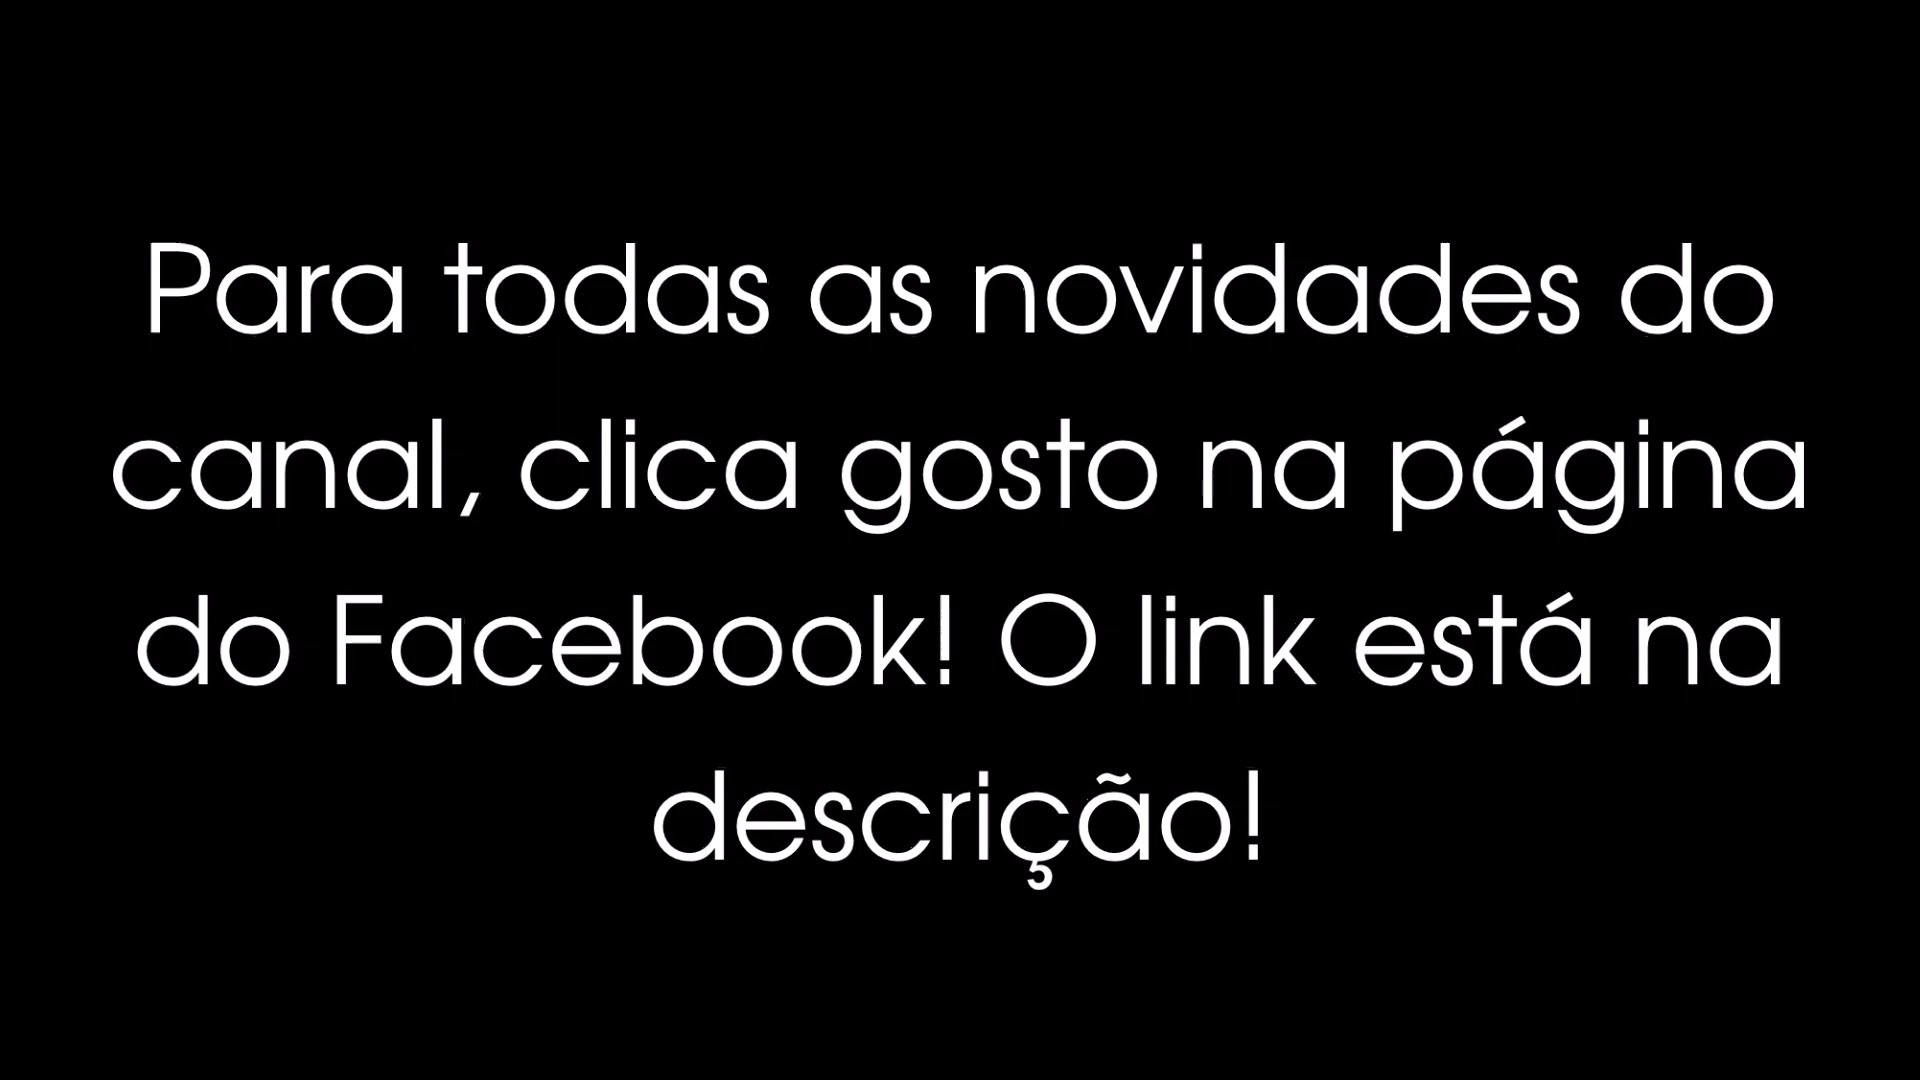 Para todas as novidades do
canal, clica gosto na página
do Facebook! O link está na
descrição!